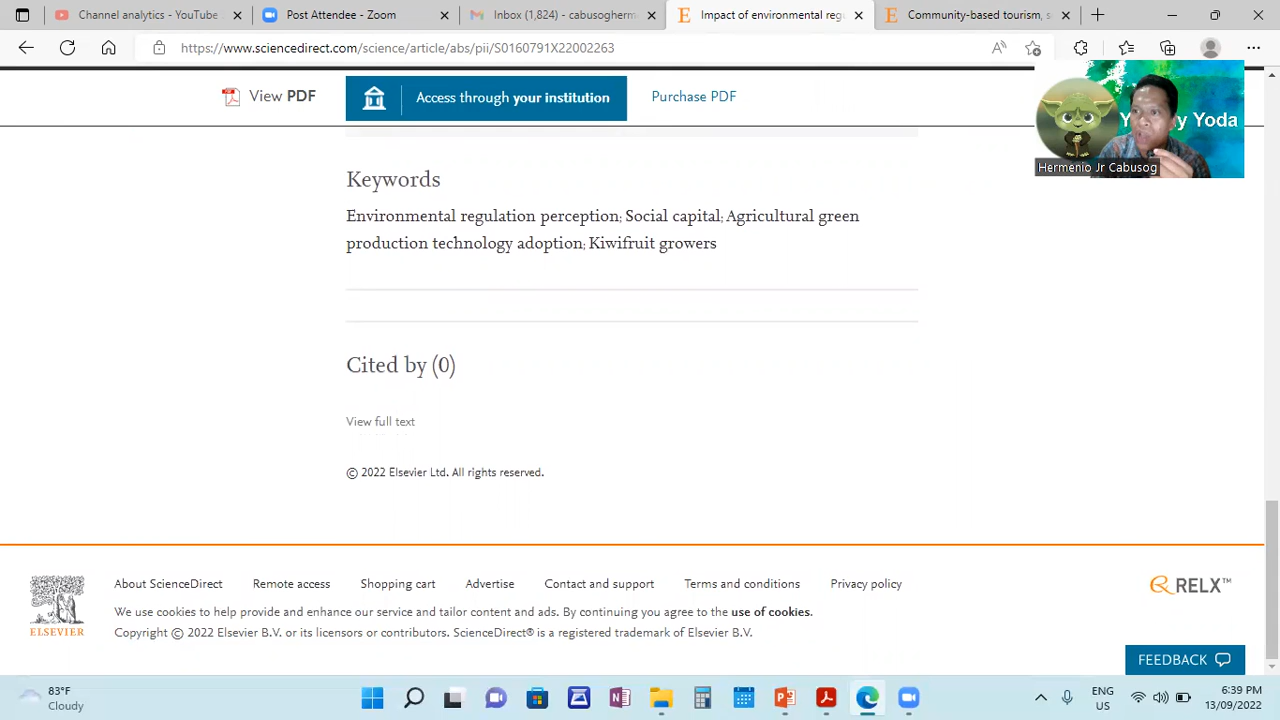 Channel analytics - YouTube
Post Attendee - Zoom
Inbox (1,824) - cabusogherm
Impact of environmental regu
Community-based tourism, s
https://www.sciencedirect.com/science/article/abs/pii/S0160791X22002263
View PDF
Access through your institution
Purchase PDF
Hermenio Jr Cabusog
Keywords
Environmental regulation perception; Social capital; Agricultural green
production technology adoption; Kiwifruit growers
Cited by (0)
View full text
© 2022 Elsevier Ltd. All rights reserved.
ELSEVIER
About ScienceDirect
Remote access
Shopping cart
Advertise
Contact and support
Terms and conditions
Privacy policy
RELX™
We use cookies to help provide and enhance our service and tailor content and ads. By continuing you agree to the use of cookies.
Copyright © 2022 Elsevier B.V. or its licensors or contributors. ScienceDirect® is a registered trademark of Elsevier B.V.
FEEDBACK
83°F
Cloudy
ENG
US
6:39 PM
13/09/2022